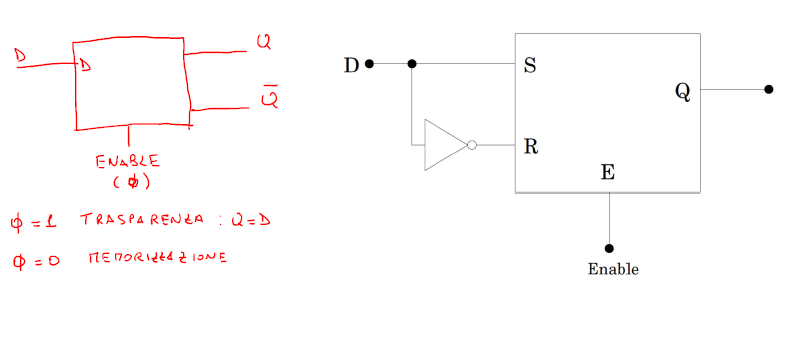 D
D
Q
Q̅
ENABLE
(ϕ)
ϕ = 1 TRASPARENZA : Q = D
ϕ = 0 MEMORIZZAZIONE
D
S
R
Q
E
Enable